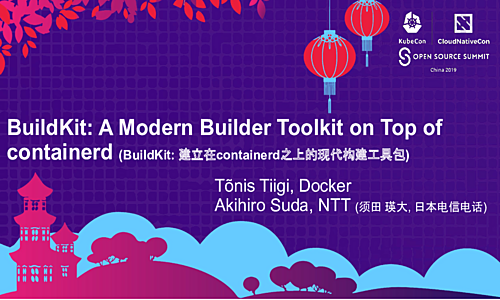 KubeCon
CloudNativeCon
OPEN SOURCE SUMMIT
China 2019
BuildKit: A Modern Builder Toolkit on Top of
containerd (BuildKit: 建立在containerd之上的现代构建工具包)
Tõnis Tiigi, Docker
Akihiro Suda, NTT (须田 瑛大, 日本电信电话)